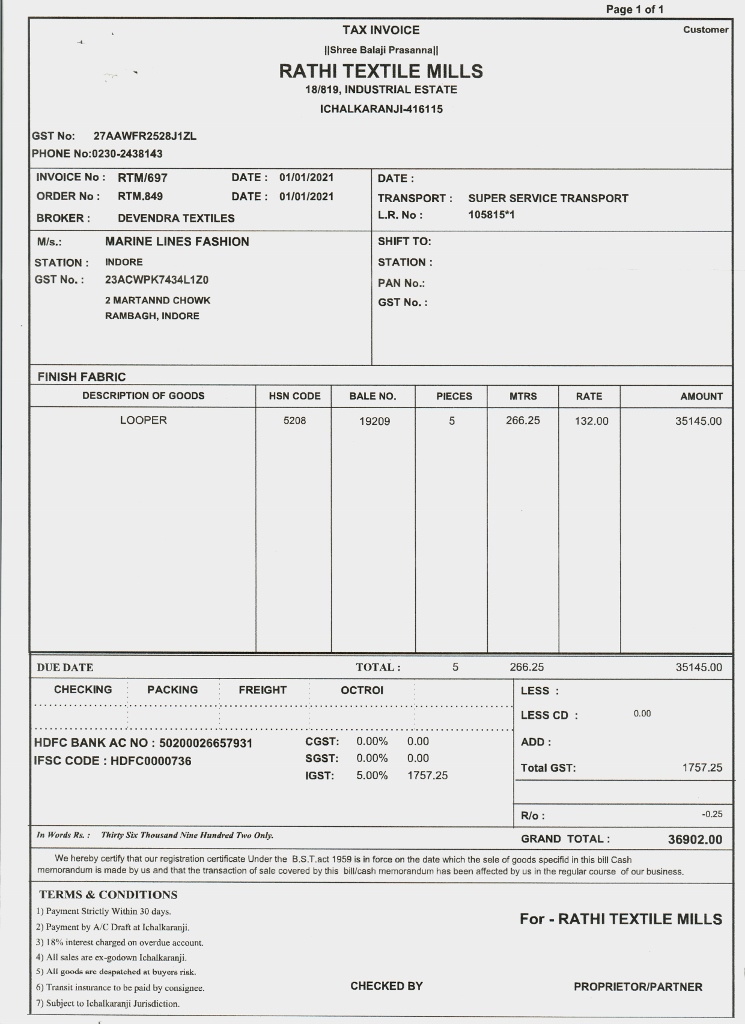 Page 1 of 1
TAX INVOICE
Customer
||Shree Balaji Prasanna||
RATHI TEXTILE MILLS
18/819, INDUSTRIAL ESTATE
ICHALKARANJI-416115
GST No: 27AAWFR2528J1ZL
PHONE No:0230-2438143
INVOICE No : RTM/697 DATE : 01/01/2021
ORDER No : RTM.849 DATE : 01/01/2021
BROKER : DEVENDRA TEXTILES
DATE :
TRANSPORT : SUPER SERVICE TRANSPORT
L.R. No : 105815*1
M/s.: MARINE LINES FASHION
STATION : INDORE
GST No. : 23ACWPK7434L1Z0
2 MARTANND CHOWK
RAMBAGH, INDORE
SHIFT TO:
STATION :
PAN No.:
GST No. :
FINISH FABRIC
DESCRIPTION OF GOODS HSN CODE BALE NO. PIECES MTRS RATE AMOUNT
LOOPER 5208 19209 5 266.25 132.00 35145.00
DUE DATE TOTAL : 5 266.25 35145.00
CHECKING PACKING FREIGHT OCTROI
HDFC BANK AC NO : 50200026657931
IFSC CODE : HDFC0000736
CGST: 0.00% 0.00
SGST: 0.00% 0.00
IGST: 5.00% 1757.25
LESS :
LESS CD : 0.00
ADD :
Total GST: 1757.25
R/o : -0.25
In Words Rs. : Thirty Six Thousand Nine Hundred Two Only.
GRAND TOTAL : 36902.00
We hereby certify that our registration certificate Under the B.S.T.act 1959 is in force on the date which the sele of goods specifid in this bill Cash
memorandum is made by us and that the transaction of sale covered by this bill/cash memorandum has been affected by us in the regular course of our business.
TERMS & CONDITIONS
1) Payment Strictly Within 30 days.
2) Payment by A/C Draft at Ichalkaranji.
3) 18% interest charged on overdue account.
4) All sales are ex-godown Ichalkaranji.
5) All goods are despatched at buyers risk.
6) Transit insurance to be paid by consignee.
7) Subject to Ichalkaranji Jurisdiction.
For - RATHI TEXTILE MILLS
CHECKED BY
PROPRIETOR/PARTNER